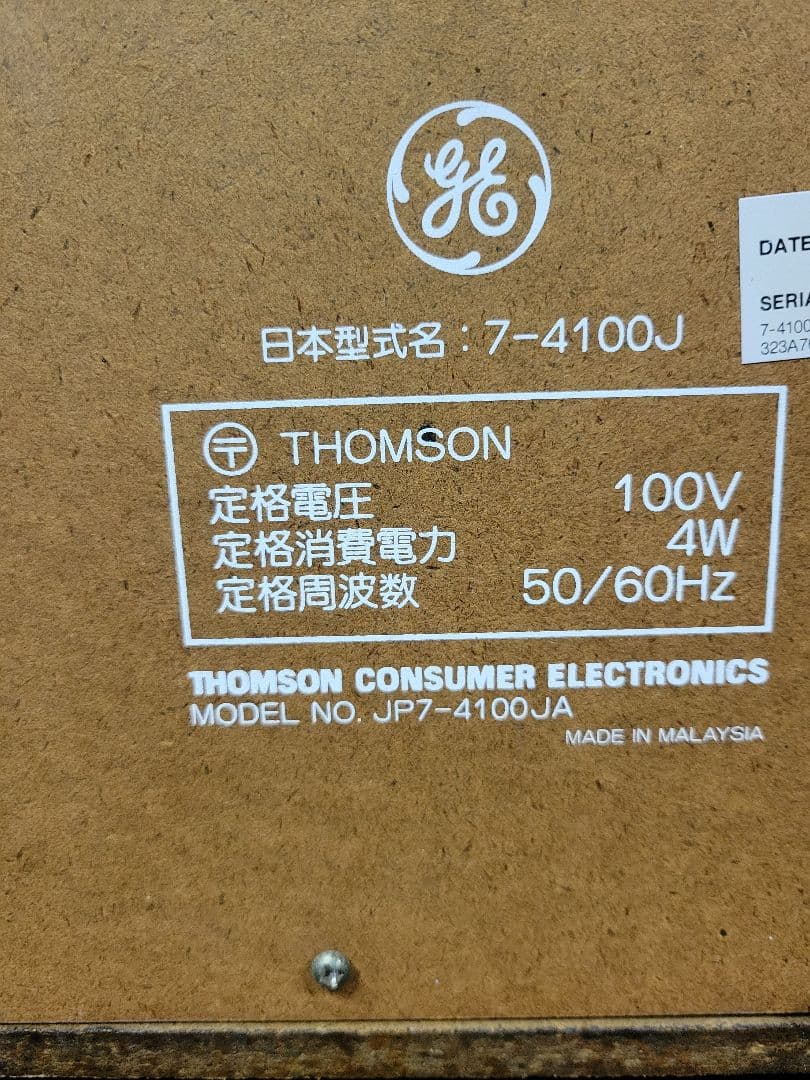 GE
日本型式名：7-4100J
〒 THOMSON
定格電圧 100V
定格消費電力 4W
定格周波数 50/60Hz
THOMSON CONSUMER ELECTRONICS
MODEL NO. JP7-4100JA
MADE IN MALAYSIA
DATE
SERIA
7-4100
323A7